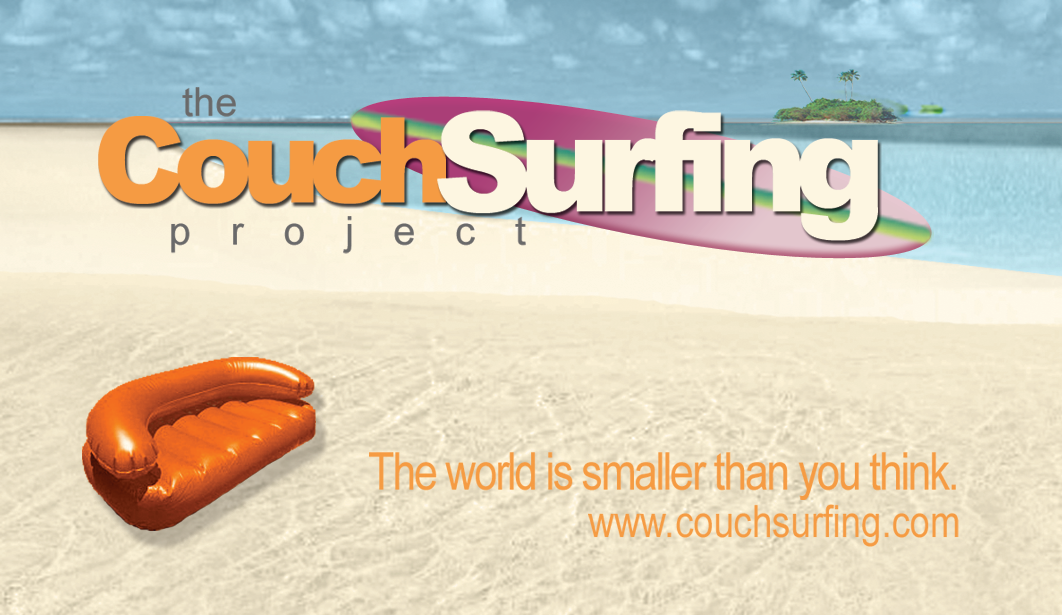 the
CouchSurfing
project
The world is smaller than you think.
www.couchsurfing.com